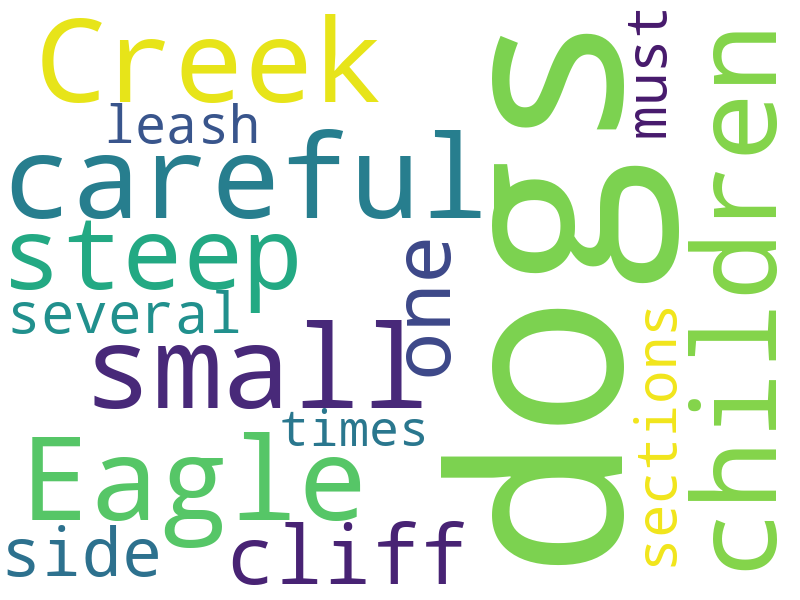 Creek
leash
careful
steep
several
small
one
times
Eagle
side
cliff
dogs
must
sections
children